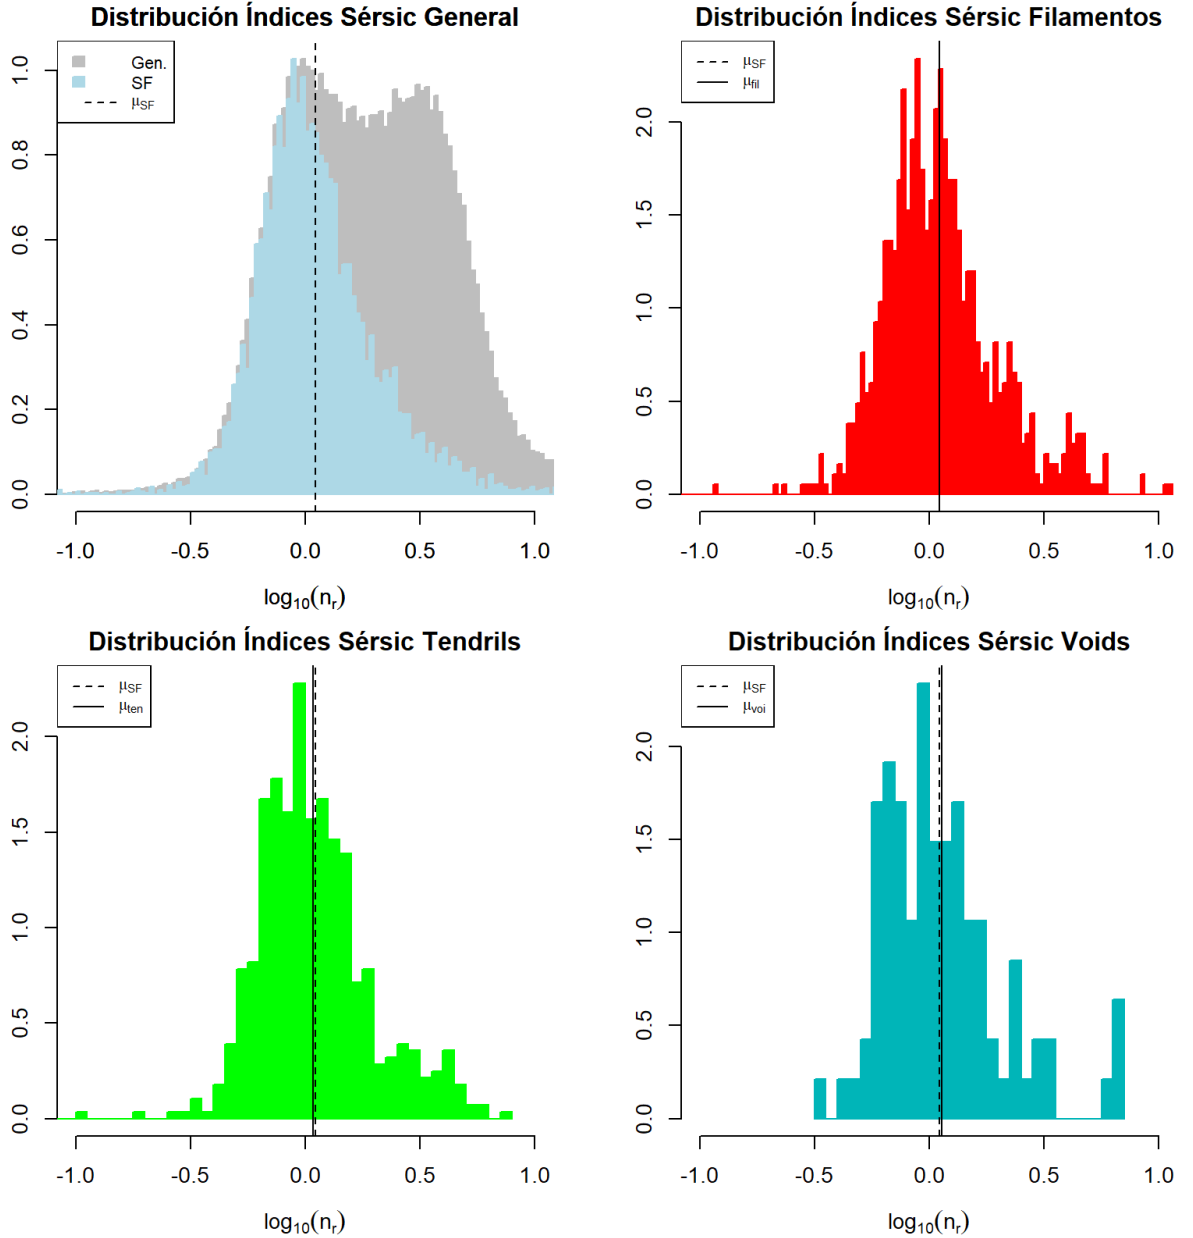 Distribución Índices Sérsic General
Gen.
SF
μSF
0.0 0.2 0.4 0.6 0.8 1.0
-1.0 -0.5 0.0 0.5 1.0
log10(nr)
Distribución Índices Sérsic Filamentos
μSF
μfil
0.0 0.5 1.0 1.5 2.0
-1.0 -0.5 0.0 0.5 1.0
log10(nr)
Distribución Índices Sérsic Tendrils
μSF
μten
0.0 0.5 1.0 1.5 2.0
-1.0 -0.5 0.0 0.5 1.0
log10(nr)
Distribución Índices Sérsic Voids
μSF
μvoi
0.0 0.5 1.0 1.5 2.0
-1.0 -0.5 0.0 0.5 1.0
log10(nr)